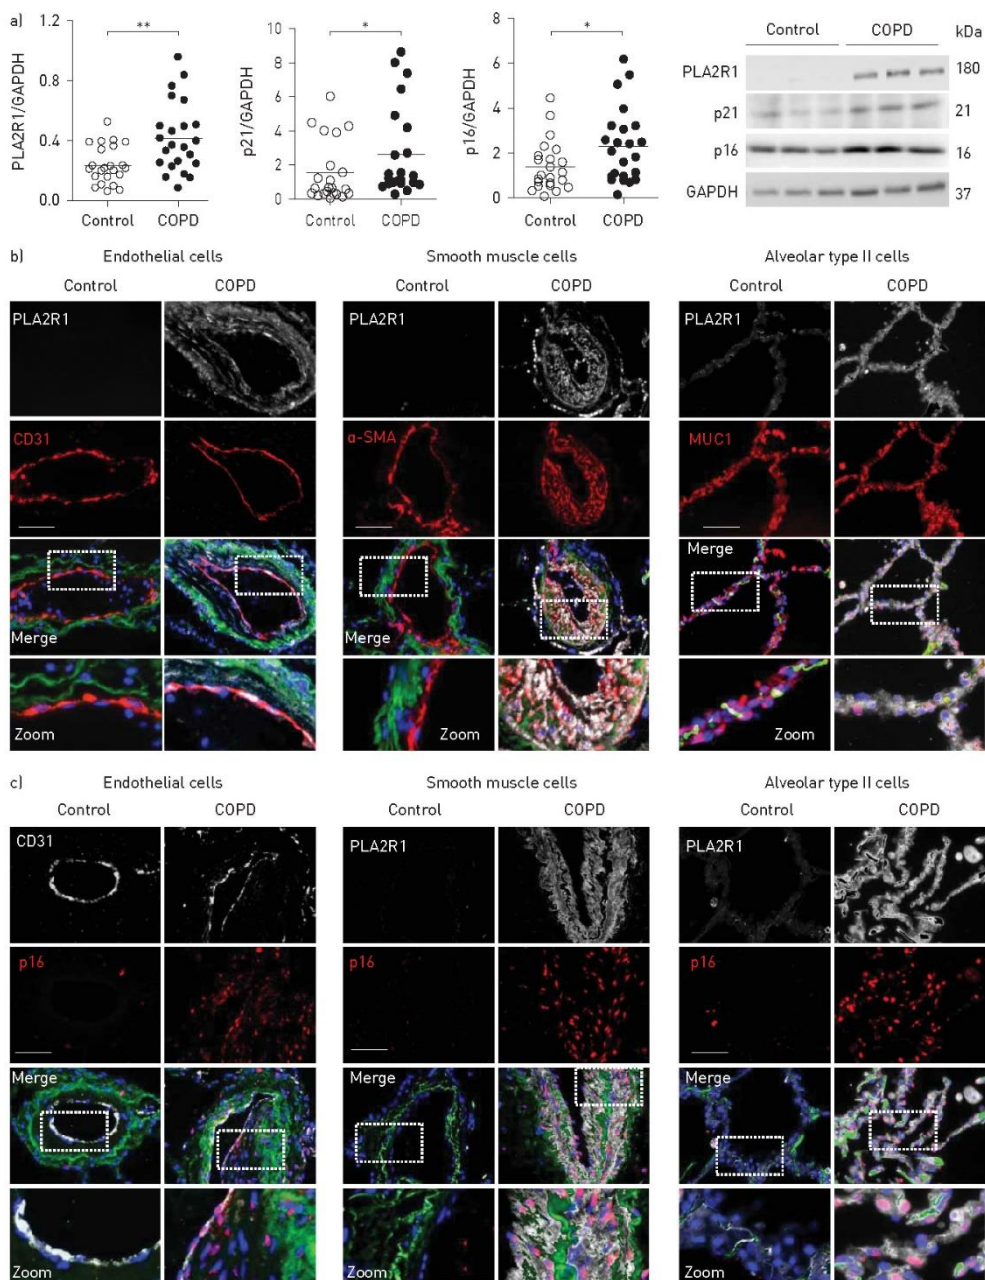 a)
PLA2R1/GAPDH
1.2
0.8
0.4
0.0
**
Control COPD
p21/GAPDH
10
8
6
4
2
0
*
Control COPD
p16/GAPDH
8
6
4
2
0
*
Control COPD
Control COPD kDa
PLA2R1 180
p21 21
p16 16
GAPDH 37
b) Endothelial cells Smooth muscle cells Alveolar type II cells
Control COPD Control COPD Control COPD
PLA2R1 PLA2R1 PLA2R1
CD31 α-SMA MUC1
Merge Merge Merge
Zoom Zoom Zoom
c) Endothelial cells Smooth muscle cells Alveolar type II cells
Control COPD Control COPD Control COPD
CD31 PLA2R1 PLA2R1
p16 p16 p16
Merge Merge Merge
Zoom Zoom Zoom